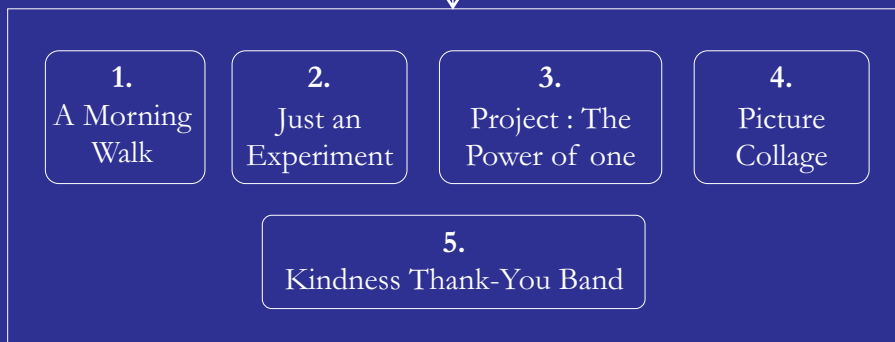 1.
A Morning
Walk
2.
Just an
Experiment
3.
Project : The
Power of one
4.
Picture
Collage
5.
Kindness Thank-You Band